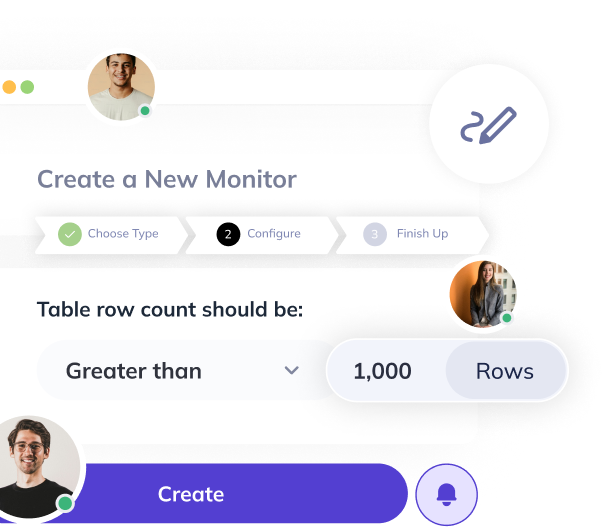 Create a New Monitor
Choose Type
2 Configure
3 Finish Up
Table row count should be:
Greater than
1,000 Rows
Create